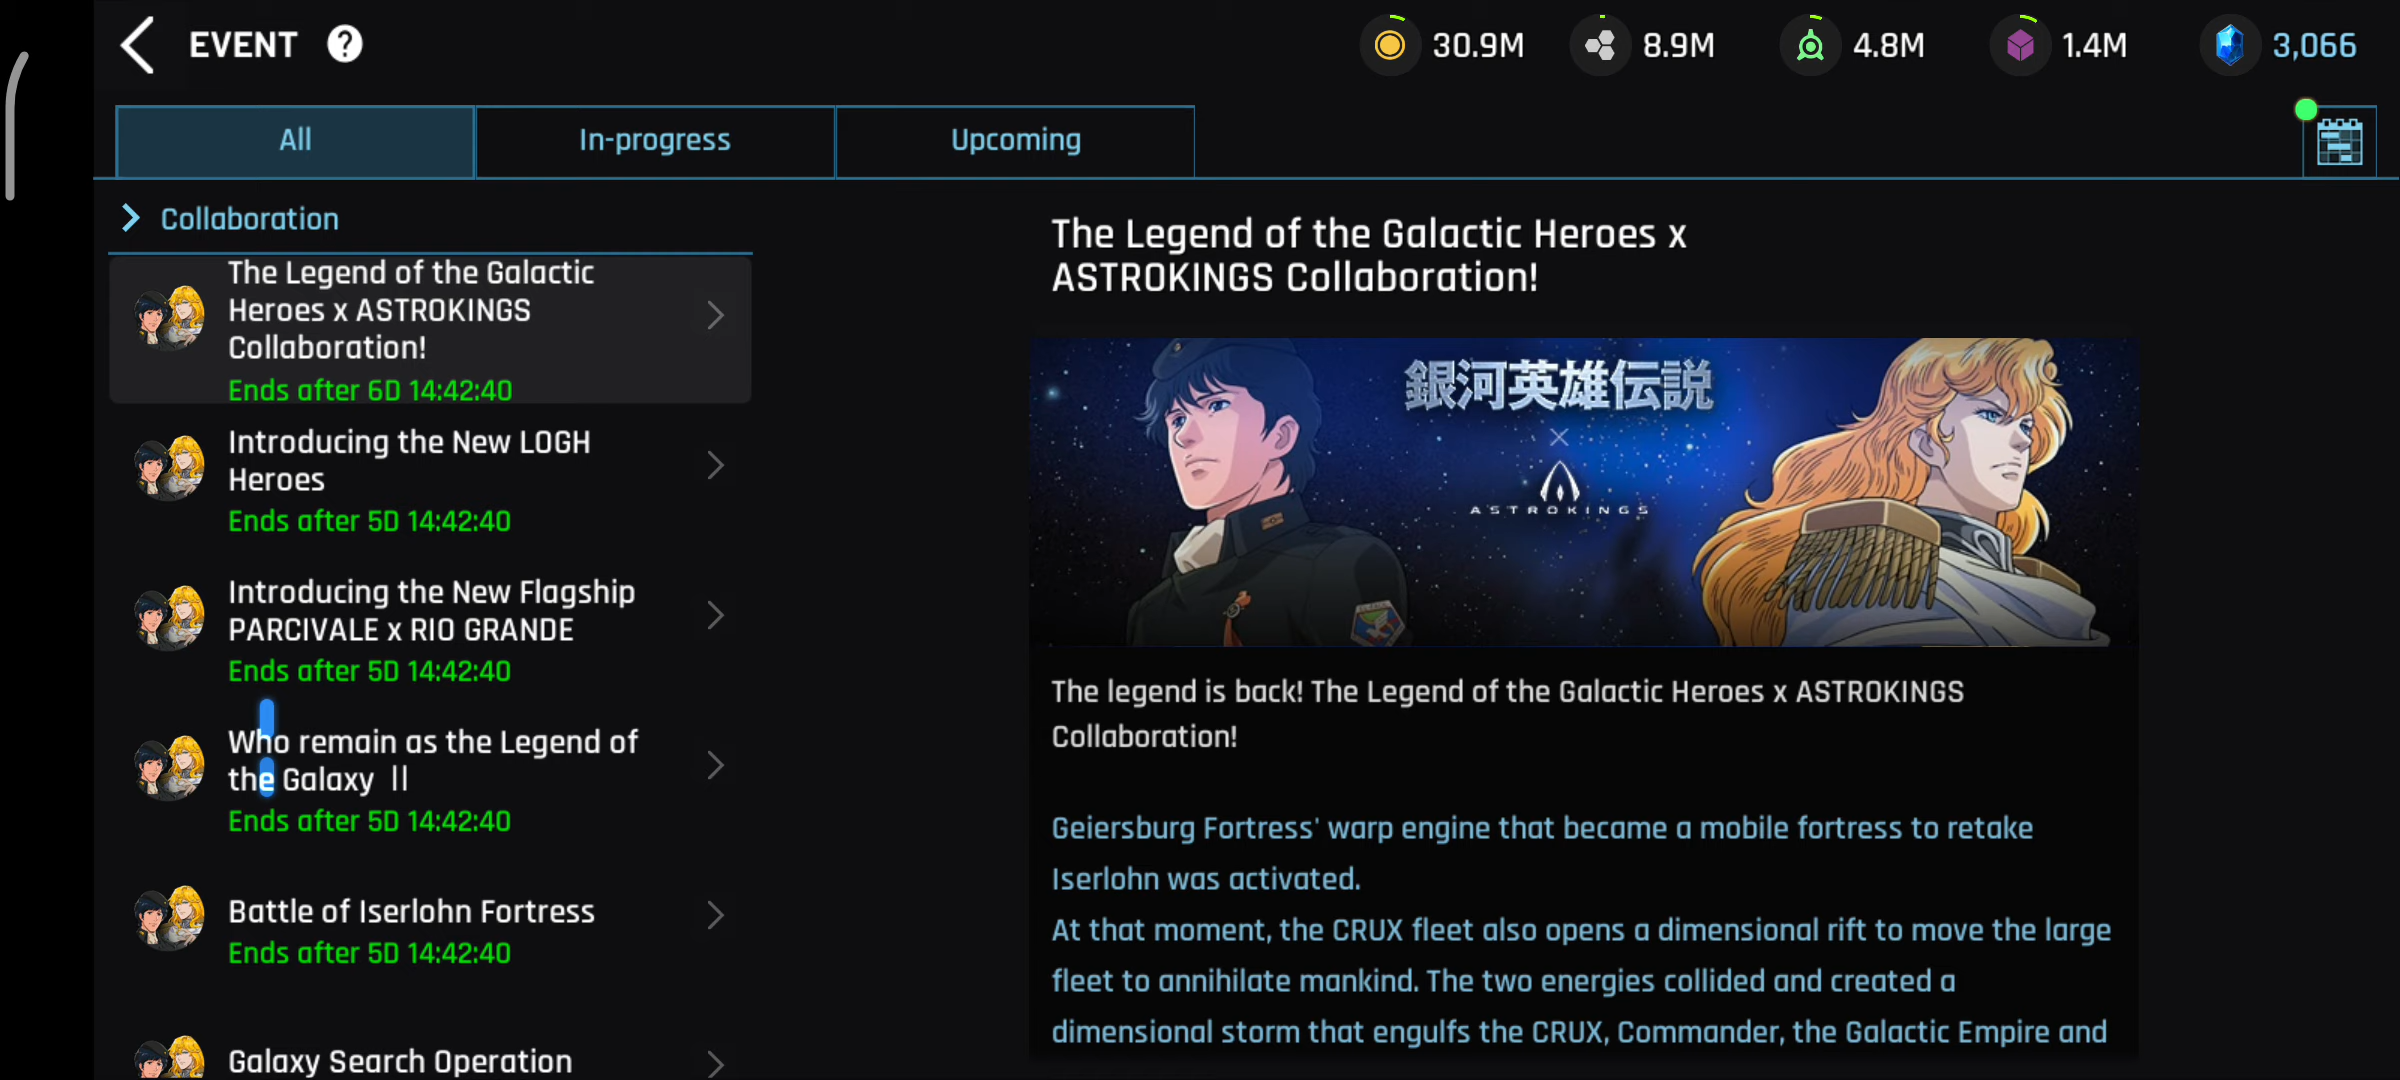 EVENT ?
30.9M
8.9M
4.8M
1.4M
3,066
All
In-progress
Upcoming
Collaboration
The Legend of the Galactic
Heroes x ASTROKINGS
Collaboration!
Ends after 6D 14:42:40
Introducing the New LOGH
Heroes
Ends after 5D 14:42:40
Introducing the New Flagship
PARCIVALE x RIO GRANDE
Ends after 5D 14:42:40
Who remain as the Legend of
the Galaxy Ⅱ
Ends after 5D 14:42:40
Battle of Iserlohn Fortress
Ends after 5D 14:42:40
Galaxy Search Operation
The Legend of the Galactic Heroes x
ASTROKINGS Collaboration!
銀河英雄伝説
×
ASTROKINGS
The legend is back! The Legend of the Galactic Heroes x ASTROKINGS
Collaboration!
Geiersburg Fortress' warp engine that became a mobile fortress to retake
Iserlohn was activated.
At that moment, the CRUX fleet also opens a dimensional rift to move the large
fleet to annihilate mankind. The two energies collided and created a
dimensional storm that engulfs the CRUX, Commander, the Galactic Empire and